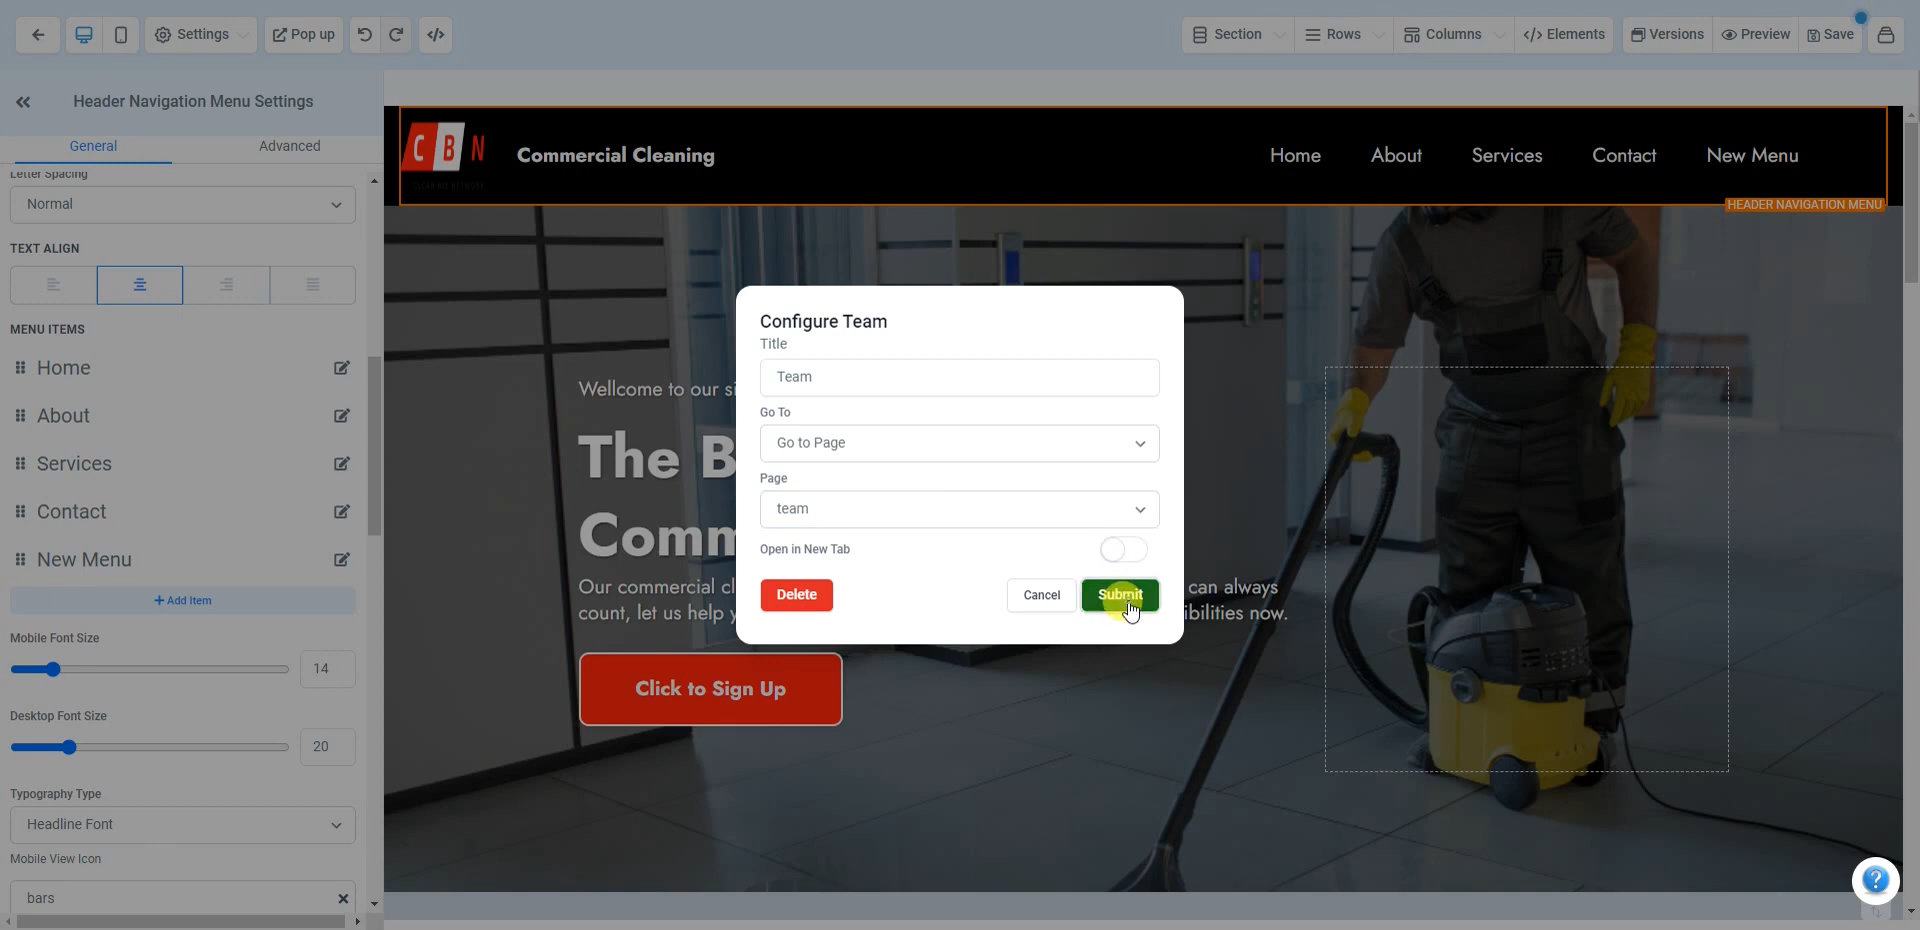 Settings
Pop up
Section
Rows
Columns
</> Elements
Versions
Preview
Save
Header Navigation Menu Settings
General
Advanced
Letter Spacing
Normal
TEXT ALIGN
MENU ITEMS
Home
About
Services
Contact
New Menu
+ Add Item
Mobile Font Size
14
Desktop Font Size
20
Typography Type
Headline Font
Mobile View Icon
bars
CBN
Commercial Cleaning
Home
About
Services
Contact
New Menu
HEADER NAVIGATION MENU
Wellcome to our si
The B
Comm
Our commercial cl
can always
count, let us help y
ibilities now.
Click to Sign Up
Configure Team
Title
Team
Go To
Go to Page
Page
team
Open in New Tab
Delete
Cancel
Submit